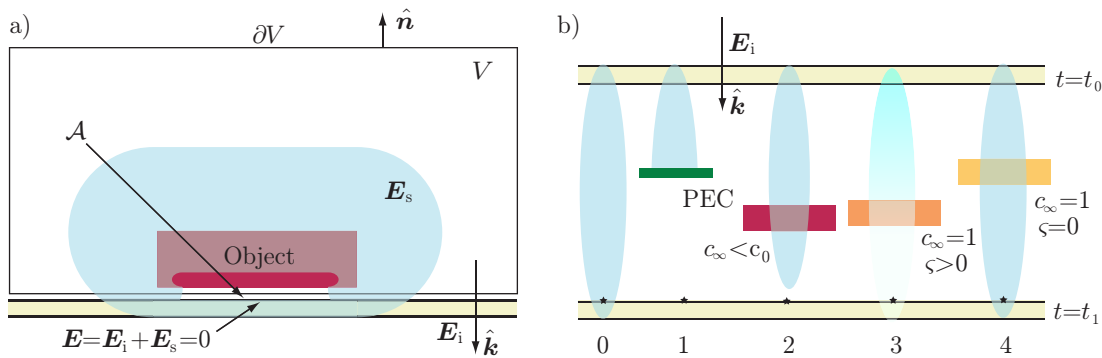 a)
∂V
n̂
V
𝒜
E_s
Object
E=E_i+E_s=0
E_i
k̂
b)
E_i
k̂
t=t_0
PEC
c_∞<c_0
c_∞=1
ς>0
c_∞=1
ς=0
t=t_1
0 1 2 3 4